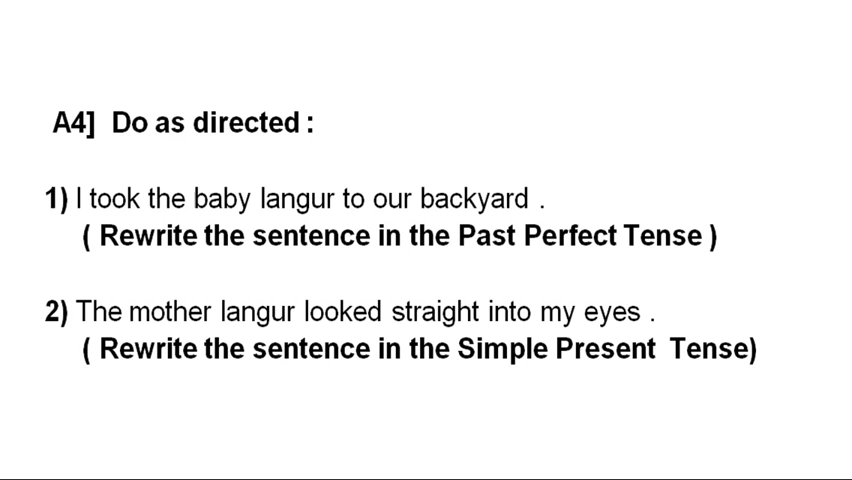 A4] Do as directed :
1) I took the baby langur to our backyard .
( Rewrite the sentence in the Past Perfect Tense )
2) The mother langur looked straight into my eyes .
( Rewrite the sentence in the Simple Present Tense)